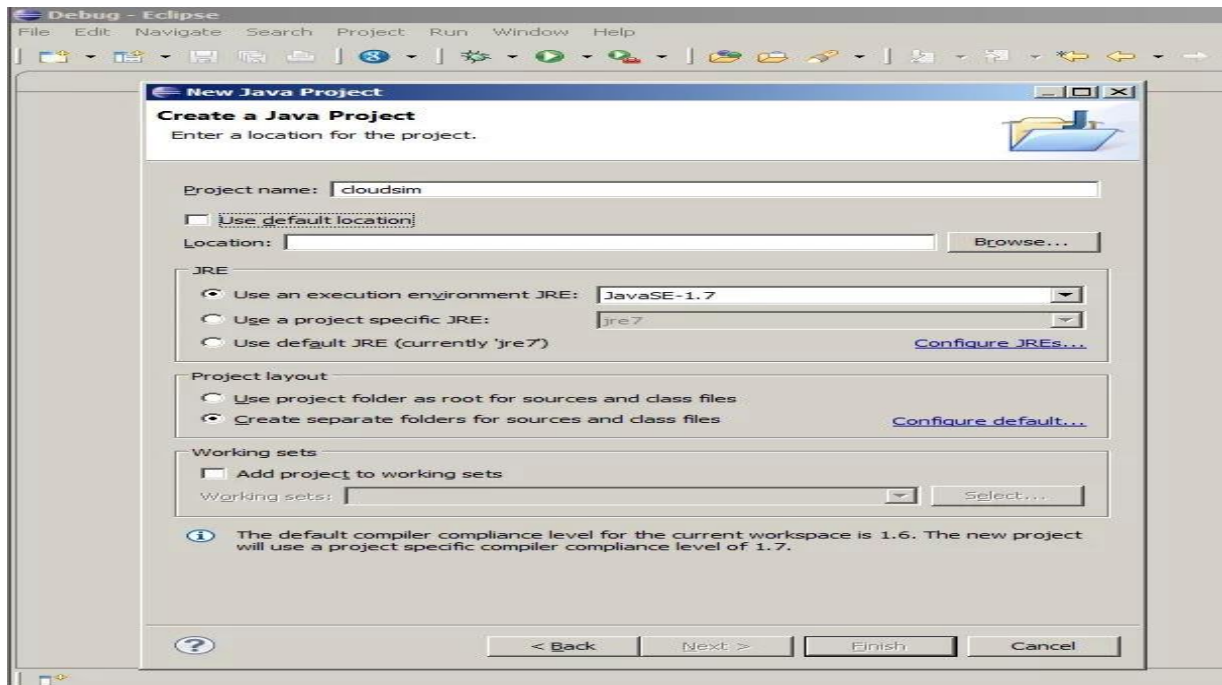 Debug - Eclipse
File Edit Navigate Search Project Run Window Help
New Java Project
Create a Java Project
Enter a location for the project.
Project name: cloudsim
Use default location
Location: Browse...
JRE
Use an execution environment JRE: JavaSE-1.7
Use a project specific JRE: jre7
Use default JRE (currently 'jre7') Configure JREs...
Project layout
Use project folder as root for sources and class files
Create separate folders for sources and class files Configure default...
Working sets
Add project to working sets
Working sets: Select...
The default compiler compliance level for the current workspace is 1.6. The new project
will use a project specific compiler compliance level of 1.7.
< Back Next > Finish Cancel